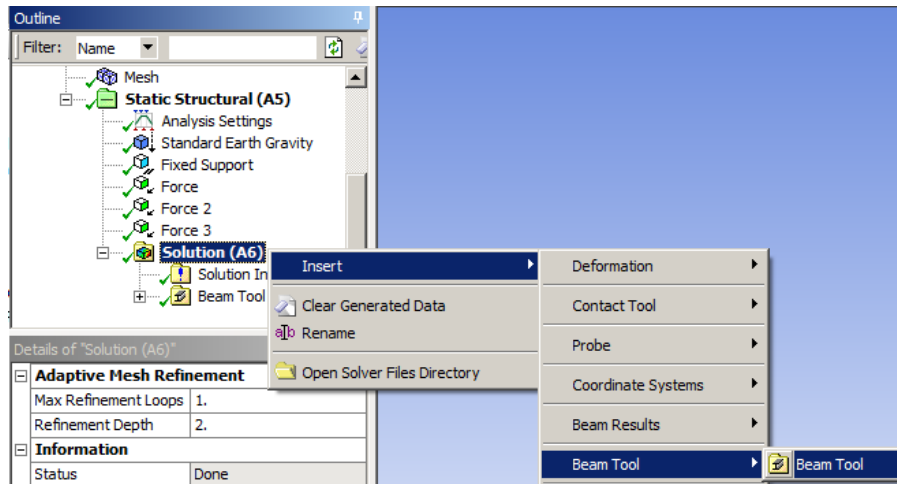 Outline
Filter: Name
Mesh
Static Structural (A5)
Analysis Settings
Standard Earth Gravity
Fixed Support
Force
Force 2
Force 3
Solution (A6)
Solution In
Beam Tool
Insert
Clear Generated Data
Rename
Open Solver Files Directory
Deformation
Contact Tool
Probe
Coordinate Systems
Beam Results
Beam Tool
Beam Tool
Details of "Solution (A6)"
Adaptive Mesh Refinement
Max Refinement Loops 1.
Refinement Depth 2.
Information
Status Done